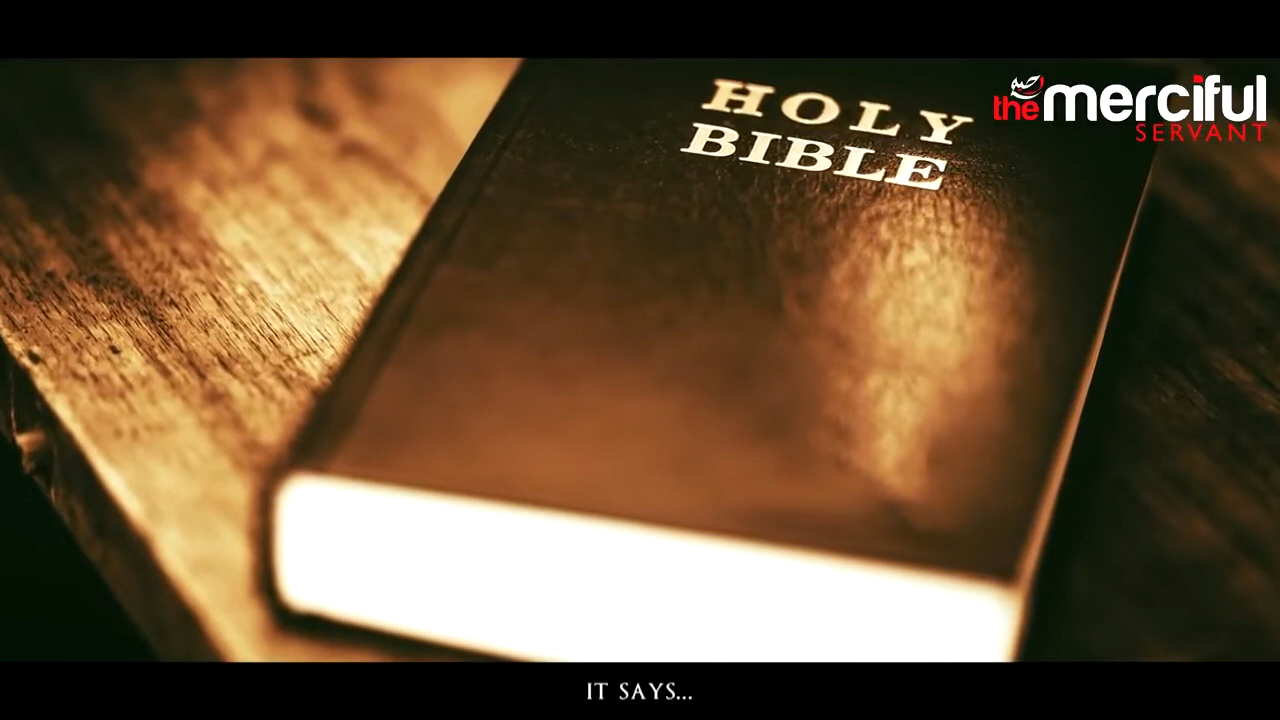 HOLY
BIBLE
the merciful
SERVANT
IT SAYS...